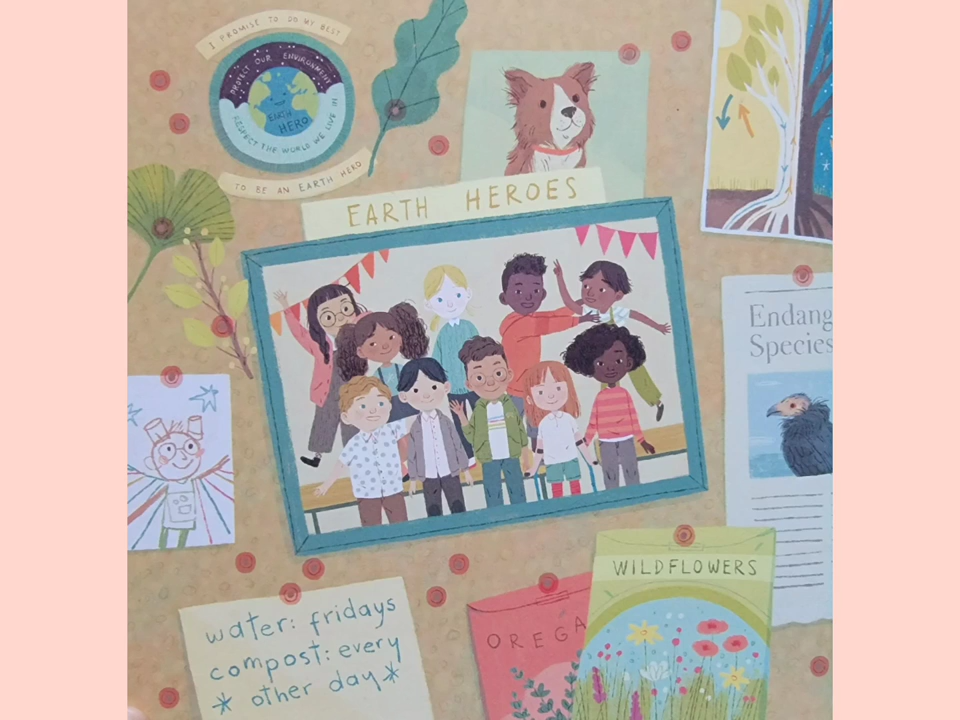 I PROMISE TO DO MY BEST
PROTECT OUR ENVIRONMENT
EARTH
HERO
RESPECT THE WORLD WE LIVE IN
TO BE AN EARTH HERO
EARTH HEROES
Endang
Species
WILDFLOWERS
OREGA
water: fridays
compost: every
* other day *